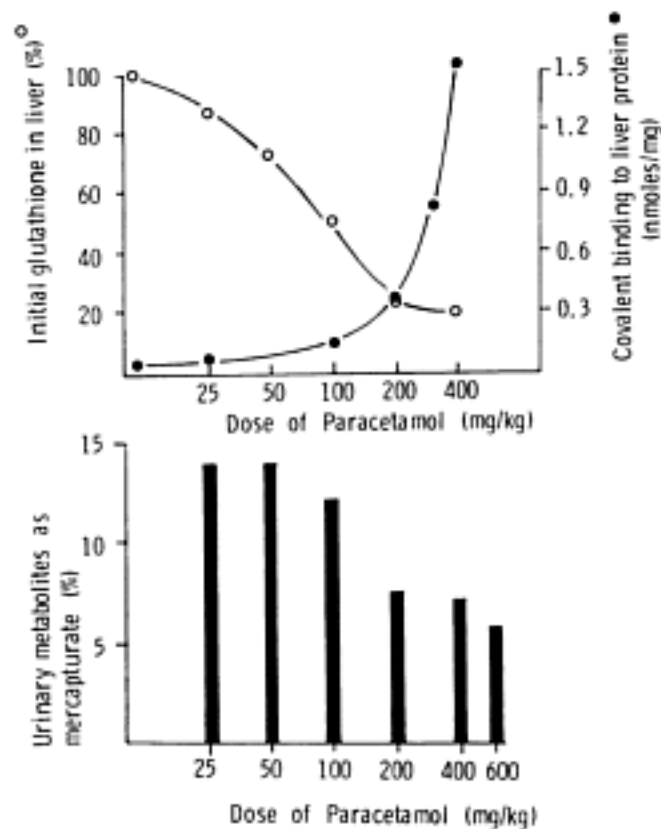 Initial glutathione in liver (%)
100
80
60
40
20
1.5
1.2
0.9
0.6
0.3
Covalent binding to liver protein
(nmoles/mg)
25 50 100 200 400
Dose of Paracetamol (mg/kg)
Urinary metabolites as
mercapturate (%)
15
10
5
25 50 100 200 400 600
Dose of Paracetamol (mg/kg)